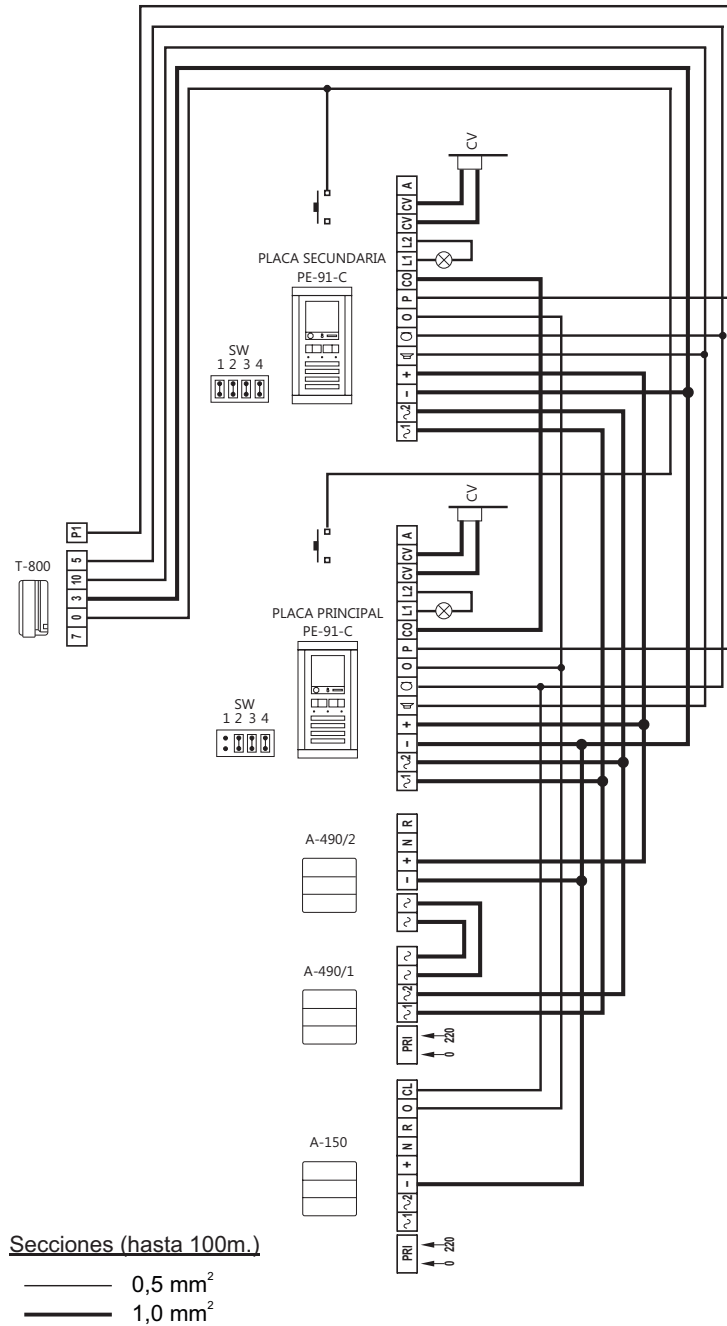 CV
A
CV
CV
L2
L1
CO
P
O
+
-
~2
~1
PLACA SECUNDARIA
PE-91-C
SW
1 2 3 4
T-800
P1
5
10
3
0
7
CV
A
CV
CV
L2
L1
CO
P
O
+
-
~2
~1
PLACA PRINCIPAL
PE-91-C
SW
1 2 3 4
A-490/2
R
N
+
-
~
~
A-490/1
~
~
~2
~1
PRI
220
0
A-150
CL
O
R
N
+
-
~2
~1
PRI
220
0
Secciones (hasta 100m.)
0,5 mm²
1,0 mm²